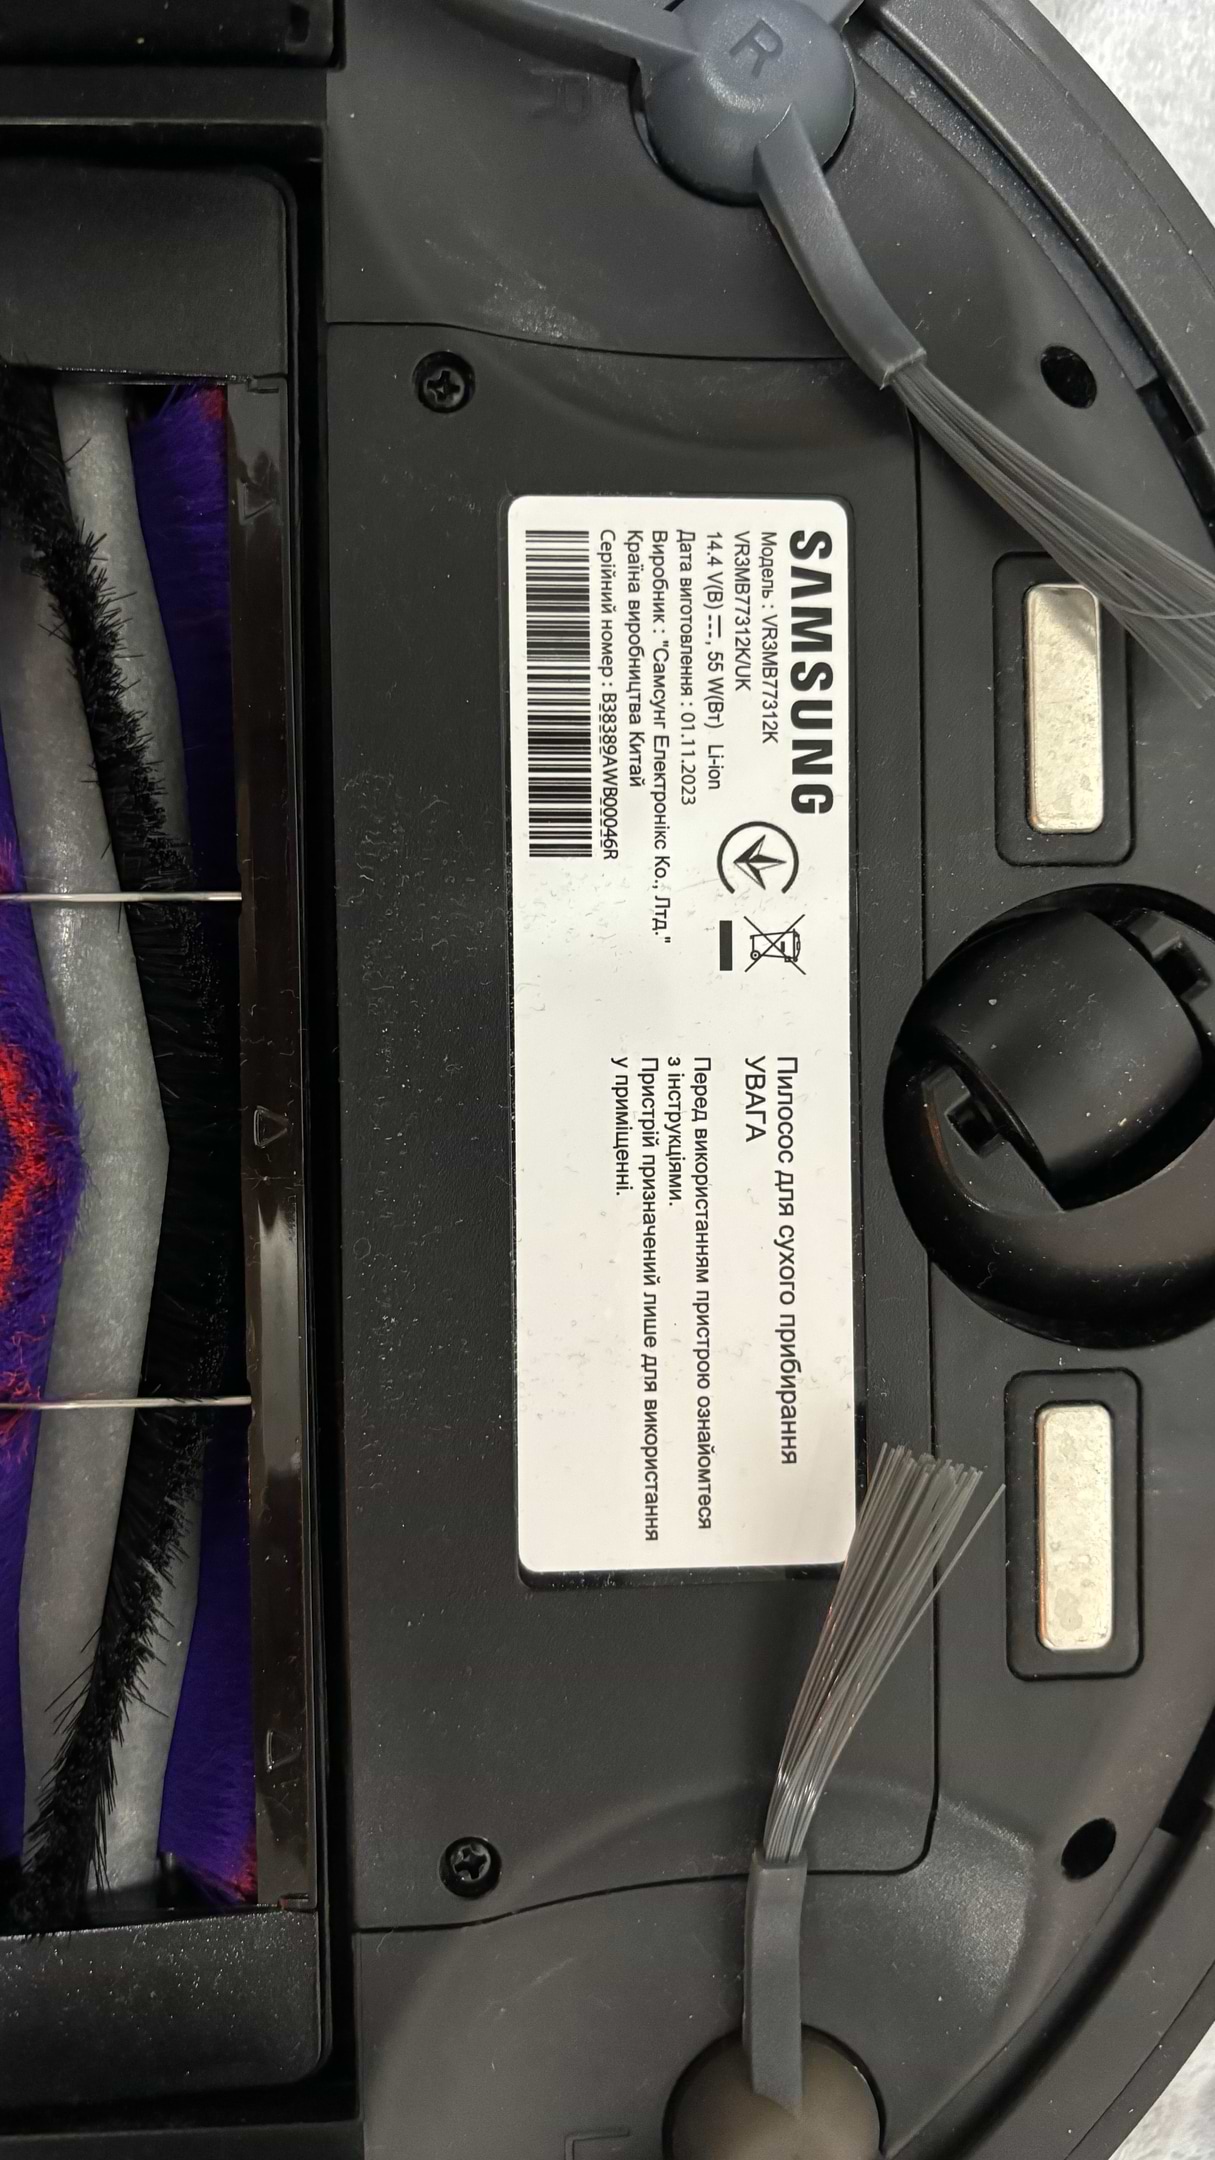 SAMSUNG
Модель : VR3MB77312K
VR3MB77312K/UK
14.4 V(В) ⎓, 55 W(Вт) Li-ion
Дата виготовлення : 01.11.2023
Виробник : "Самсунг Електронікс Ко., Лтд."
Країна виробництва Китай
Серійний номер : B38389AWB00046R
Пилосос для сухого прибирання
УВАГА
Перед використанням пристрою ознайомтеся
з інструкціями.
Пристрій призначений лише для використання
у приміщенні.
R
R
L